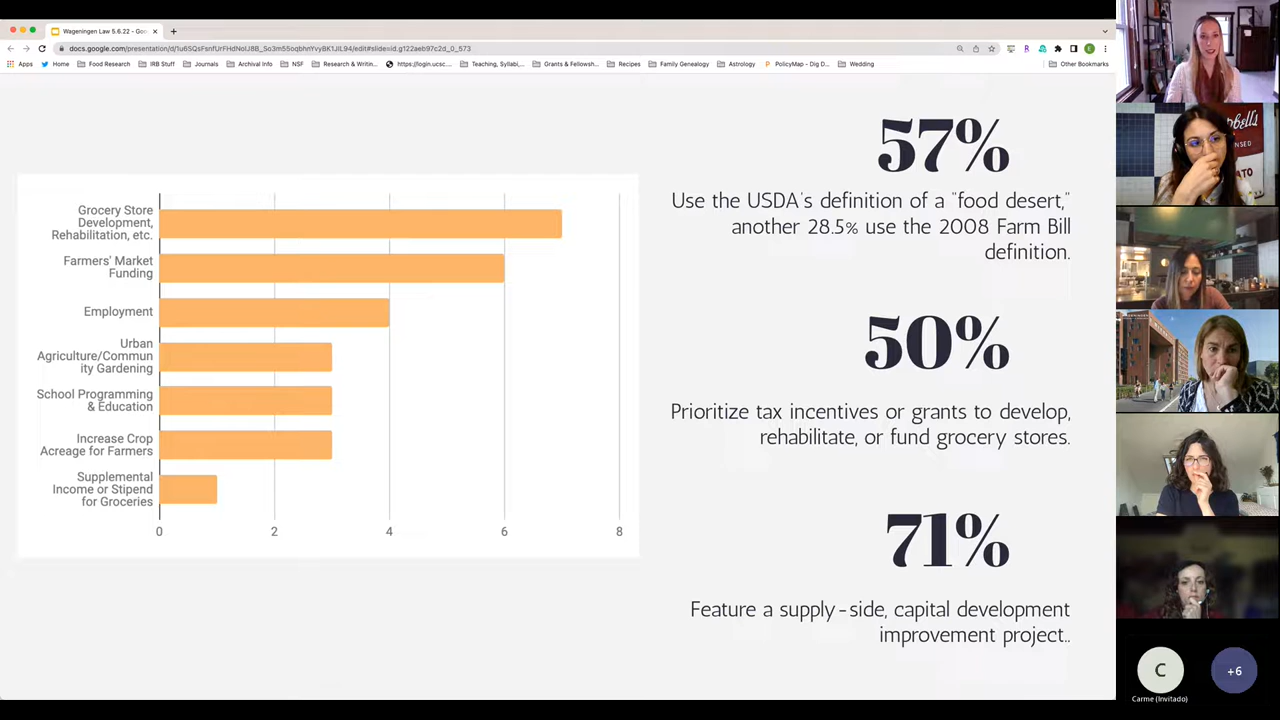 Wageningen Law 5.6.22 - Goo
docs.google.com/presentation/d/1u6SQsFsnfUrFHdNolJ8B_So3m55oqbhnYvyBK1JlL94/edit#slide=id.g122aeb97c2d_0_573
Apps Home Food Research IRB Stuff Journals Archival Info NSF Research & Writin... https://login.ucsc.... Teaching, Syllabi,... Grants & Fellowsh... Recipes Family Genealogy Astrology PolicyMap - Dig D... Wedding Other Bookmarks
Grocery Store
Development,
Rehabilitation, etc.
Farmers' Market
Funding
Employment
Urban
Agriculture/Commun
ity Gardening
School Programming
& Education
Increase Crop
Acreage for Farmers
Supplemental
Income or Stipend
for Groceries
0 2 4 6 8
57%
Use the USDA's definition of a "food desert,"
another 28.5% use the 2008 Farm Bill
definition.
50%
Prioritize tax incentives or grants to develop,
rehabilitate, or fund grocery stores.
71%
Feature a supply-side, capital development
improvement project..
C
+6
Carme (Invitado)